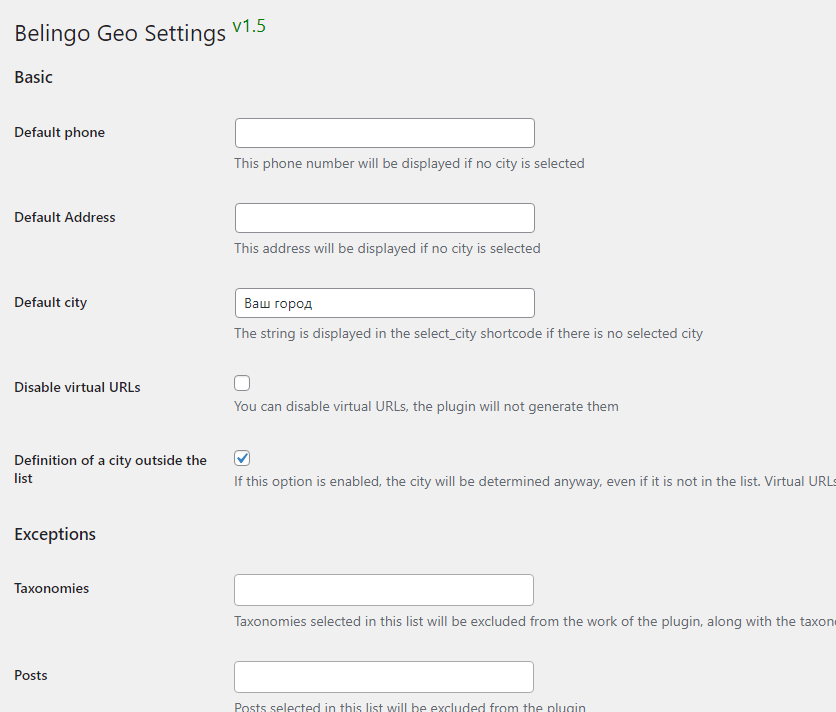 Belingo Geo Settings v1.5
Basic
Default phone
This phone number will be displayed if no city is selected
Default Address
This address will be displayed if no city is selected
Default city
Ваш город
The string is displayed in the select_city shortcode if there is no selected city
Disable virtual URLs
You can disable virtual URLs, the plugin will not generate them
Definition of a city outside the
list
If this option is enabled, the city will be determined anyway, even if it is not in the list. Virtual URLs
Exceptions
Taxonomies
Taxonomies selected in this list will be excluded from the work of the plugin, along with the
Posts
Posts selected in this list will be excluded from the plugin